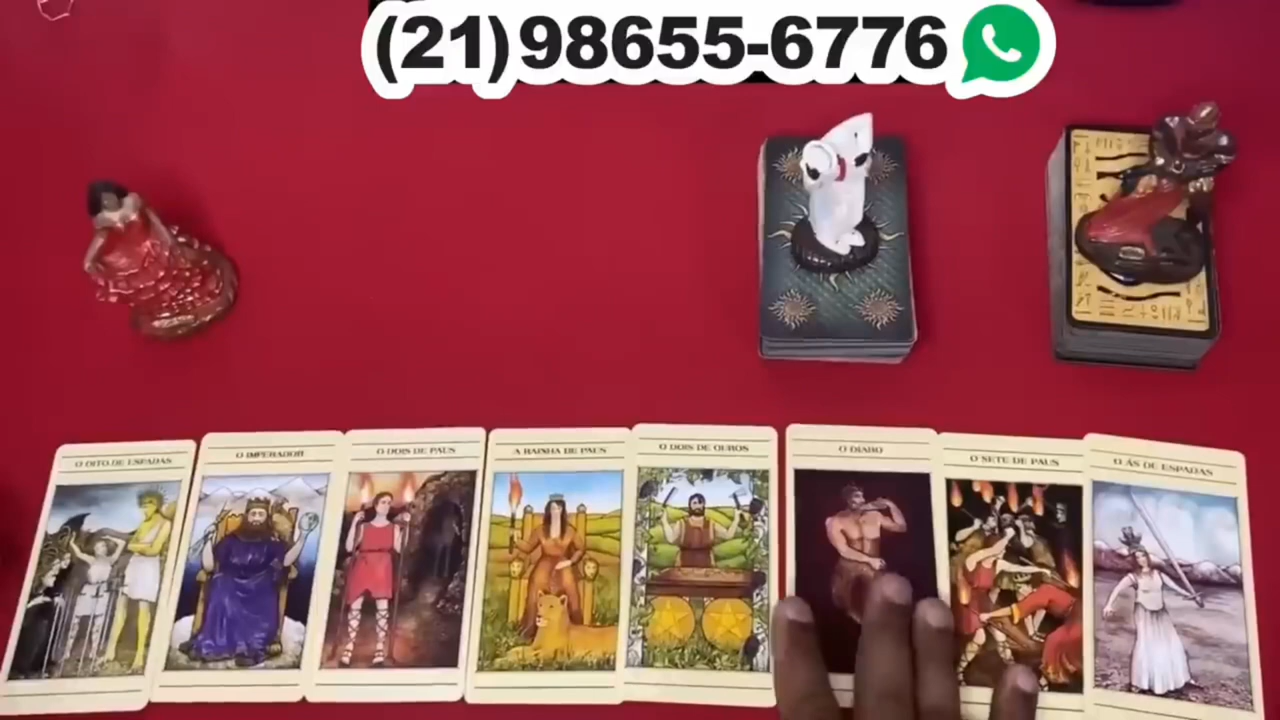 (21)98655-6776
O OITO DE ESPADAS
O IMPERADOR
O DOIS DE PAUS
A RAINHA DE PAUS
O DOIS DE OUROS
O DIABO
O SETE DE PAUS
O ÁS DE ESPADAS